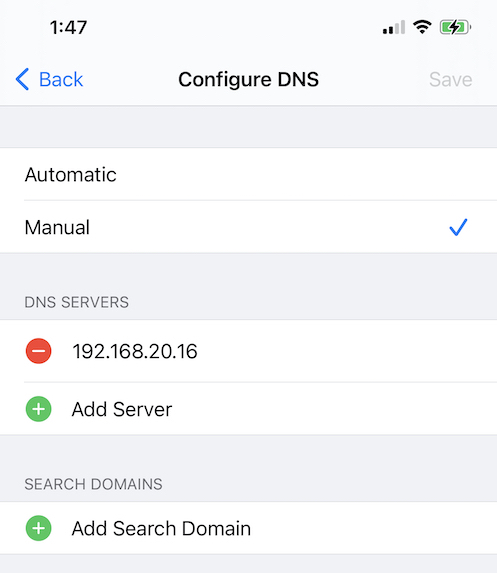 1:47
Back Configure DNS Save
Automatic
Manual
DNS SERVERS
192.168.20.16
Add Server
SEARCH DOMAINS
Add Search Domain